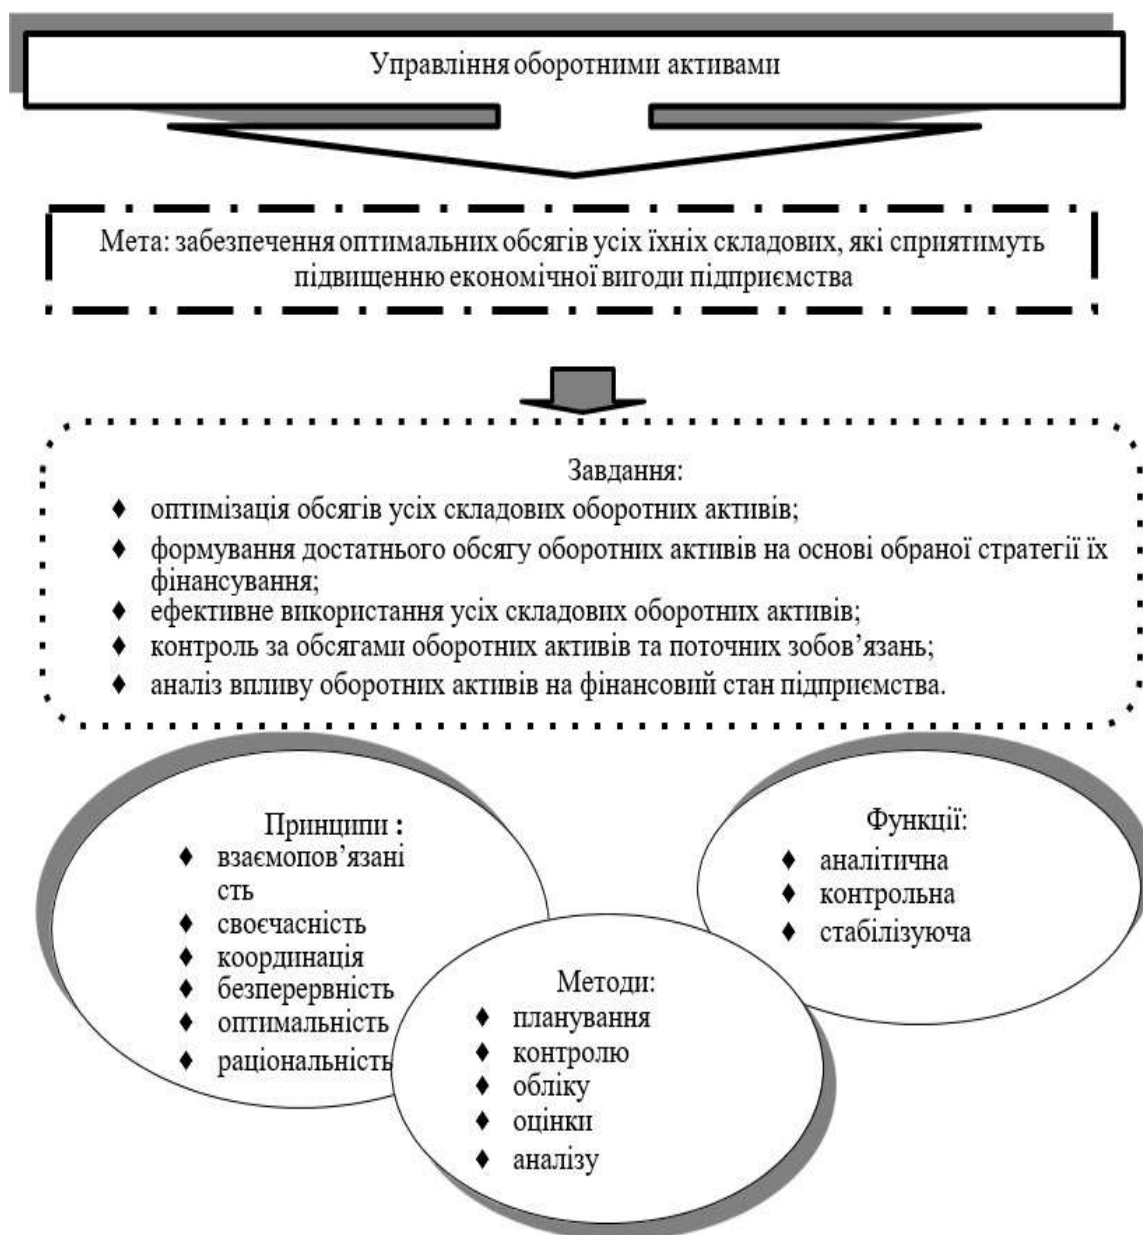 Управління оборотними активами
Мета: забезпечення оптимальних обсягів усіх їхніх складових, які сприятимуть
підвищенню економічної вигоди підприємства
Завдання:
♦ оптимізація обсягів усіх складових оборотних активів;
♦ формування достатнього обсягу оборотних активів на основі обраної стратегії їх
фінансування;
♦ ефективне використання усіх складових оборотних активів;
♦ контроль за обсягами оборотних активів та поточних зобов’язань;
♦ аналіз впливу оборотних активів на фінансовий стан підприємства.
Принципи :
♦ взаємопов’язані
сть
♦ своєчасність
♦ координація
♦ безперервність
♦ оптимальність
♦ раціональність
Функції:
♦ аналітична
♦ контрольна
♦ стабілізуюча
Методи:
♦ планування
♦ контролю
♦ обліку
♦ оцінки
♦ аналізу